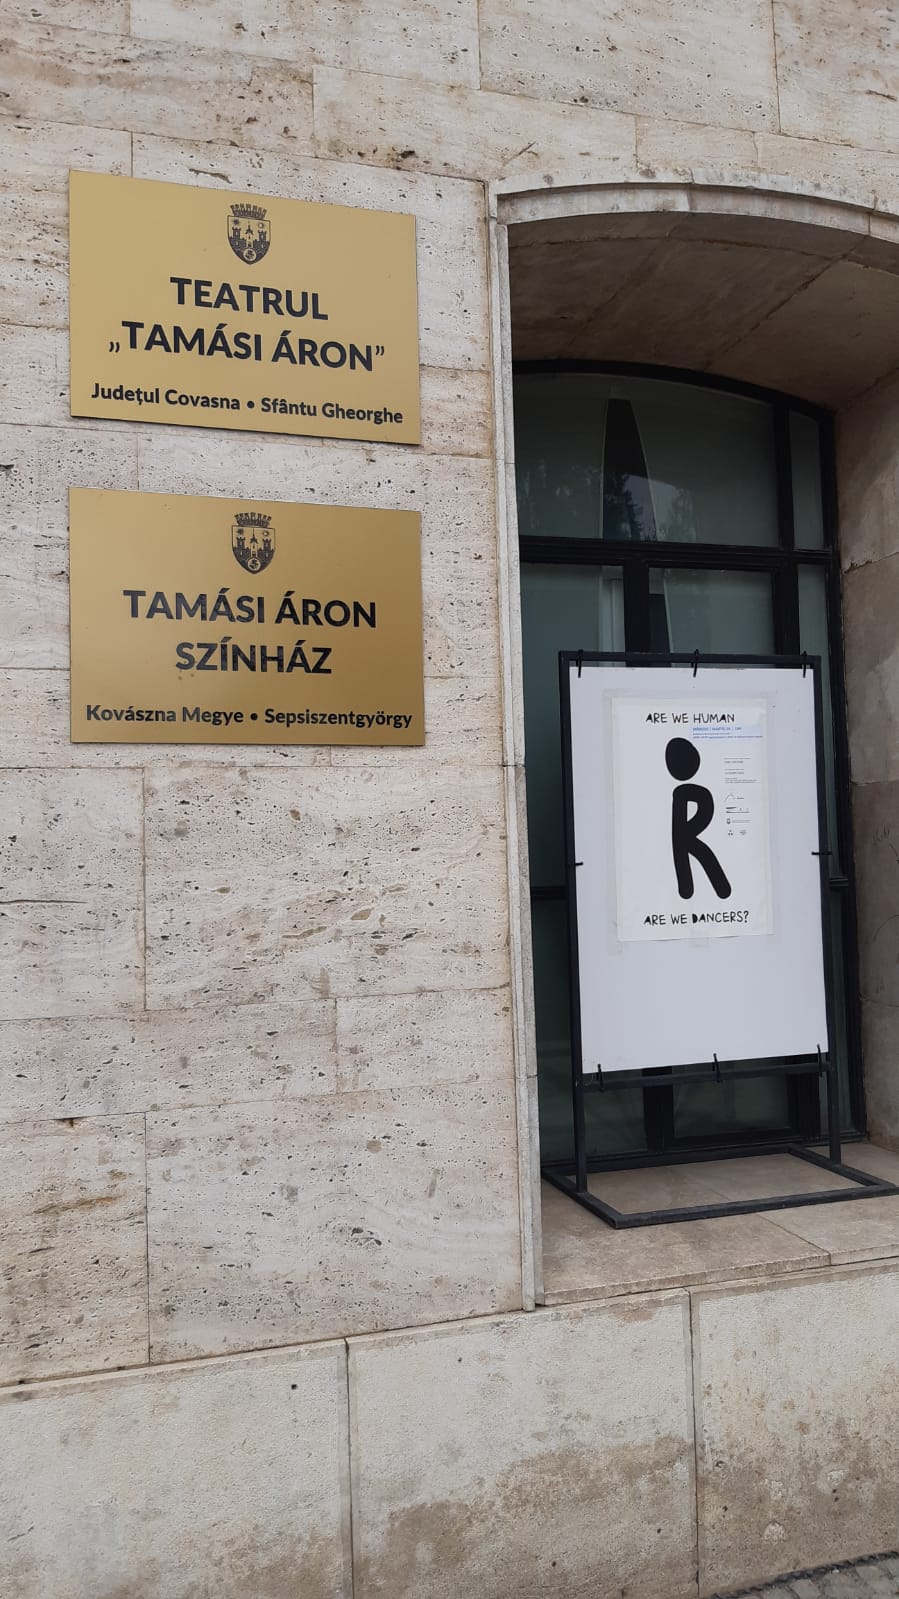 TEATRUL
„TAMÁSI ÁRON”
Județul Covasna • Sfântu Gheorghe
TAMÁSI ÁRON
SZÍNHÁZ
Kovászna Megye • Sepsiszentgyörgy
ARE WE HUMAN
R
ARE WE DANCERS?